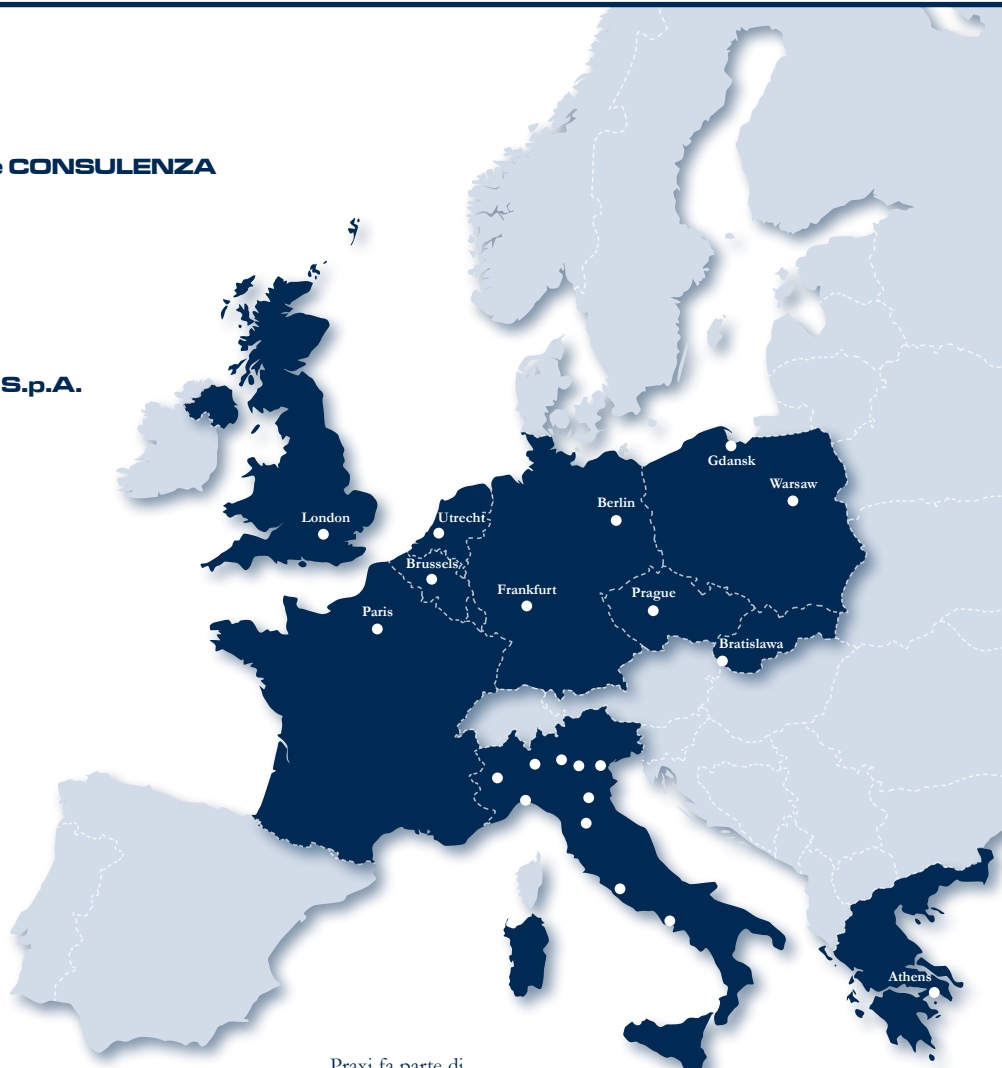 e CONSULENZA
S.p.A.
Gdansk
Warsaw
Berlin
London
Utrecht
Brussels
Frankfurt
Prague
Paris
Bratislawa
Athens
Praxi fa parte di